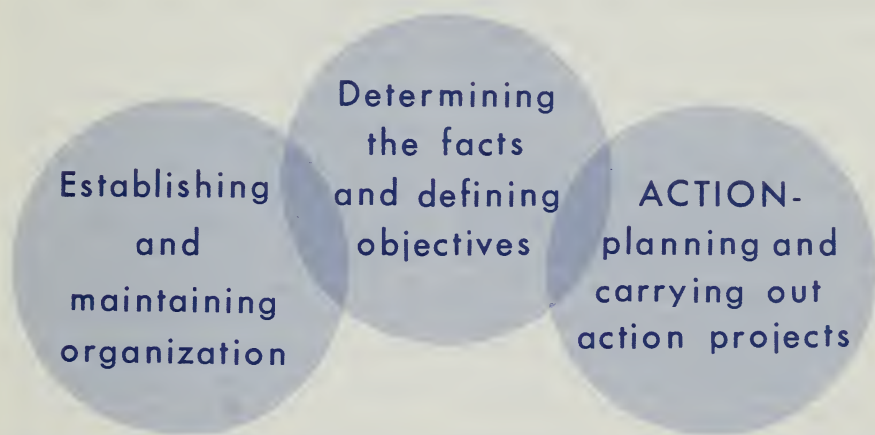 Establishing
and
maintaining
organization
Determining
the facts
and defining
objectives
ACTION-
planning and
carrying out
action projects